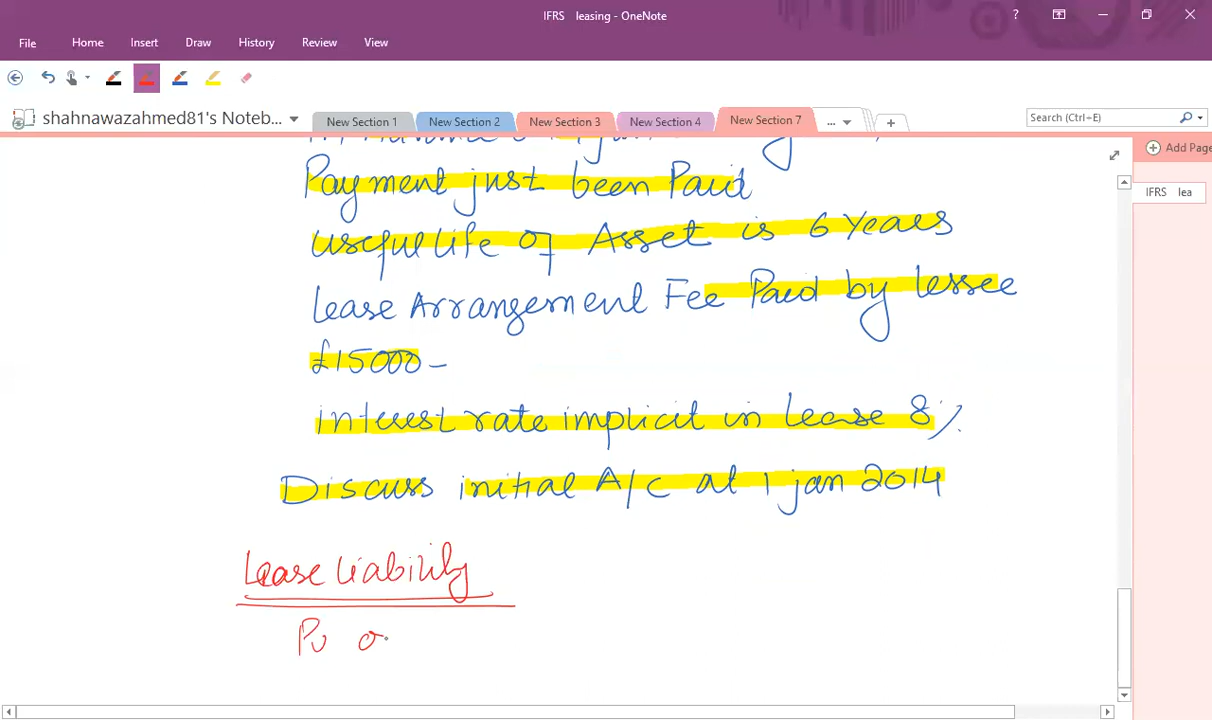 IFRS leasing - OneNote
File Home Insert Draw History Review View
shahnawazahmed81's Noteb...
New Section 1
New Section 2
New Section 3
New Section 4
New Section 7
...
Search (Ctrl+E)
Add Page
IFRS lea
Payment just been Paid
useful life of Asset is 6 Years
Lease Arrangement Fee Paid by lessee
£15000-
interest rate implicit in lease 8%
Discuss initial A/C at 1 jan 2014
Lease Liability
Pv o